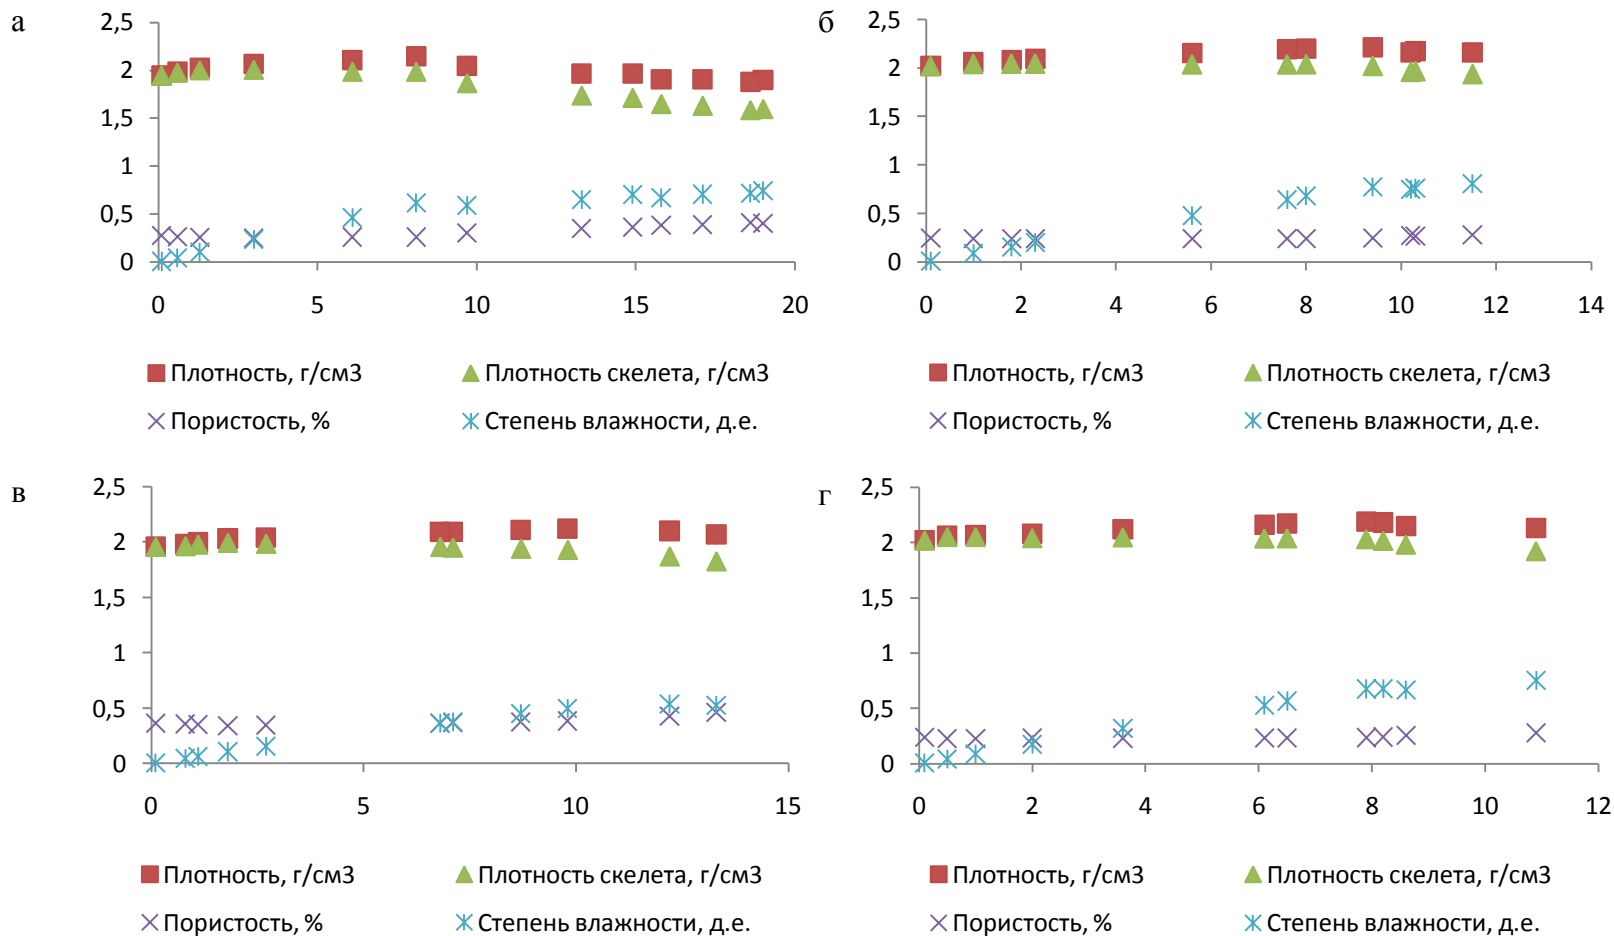 а
2,5
2
1,5
1
0,5
0
0 5 10 15 20
Плотность, г/см3 Плотность скелета, г/см3
Пористость, % Степень влажности, д.е.
б
2,5
2
1,5
1
0,5
0
0 2 4 6 8 10 12 14
Плотность, г/см3 Плотность скелета, г/см3
Пористость, % Степень влажности, д.е.
в
2,5
2
1,5
1
0,5
0
0 5 10 15
Плотность, г/см3 Плотность скелета, г/см3
Пористость, % Степень влажности, д.е.
г
2,5
2
1,5
1
0,5
0
0 2 4 6 8 10 12
Плотность, г/см3 Плотность скелета, г/см3
Пористость, % Степень влажности, д.е.